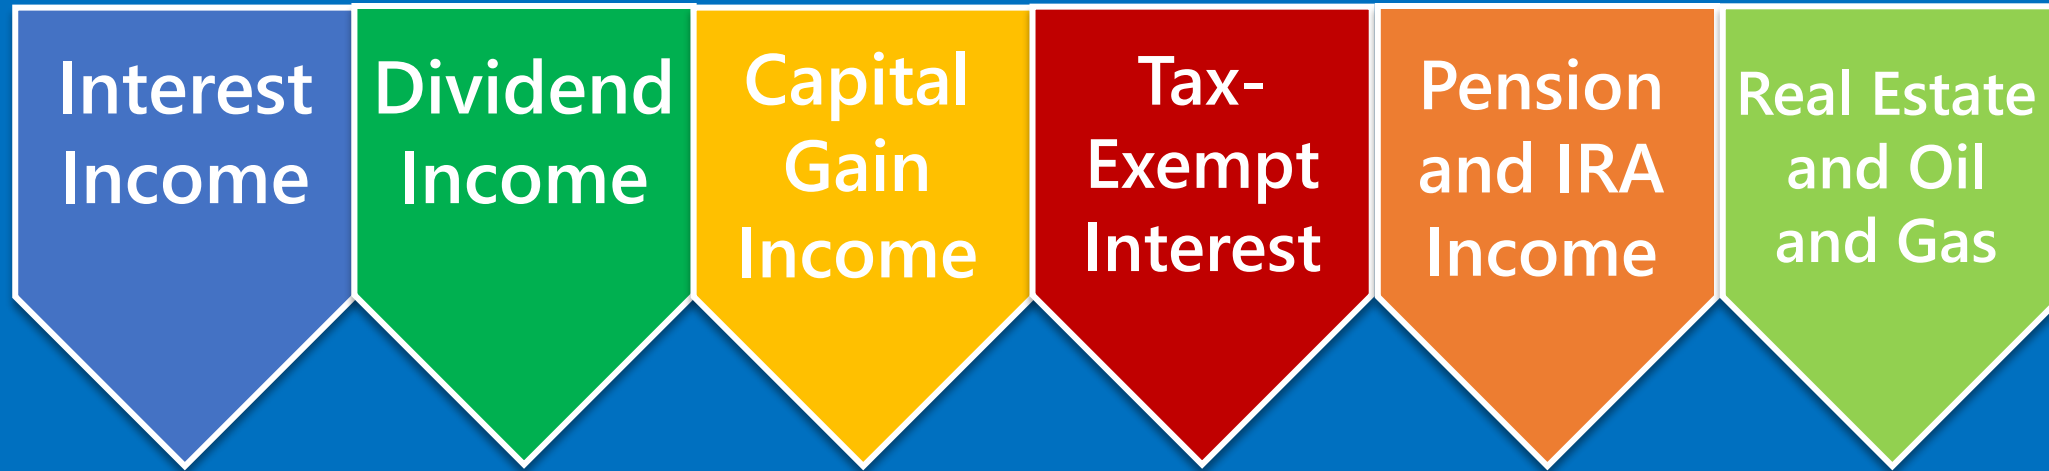 Interest
Income
Dividend
Income
Capital
Gain
Income
Tax-
Exempt
Interest
Pension
and IRA
Income
Real Estate
and Oil
and Gas